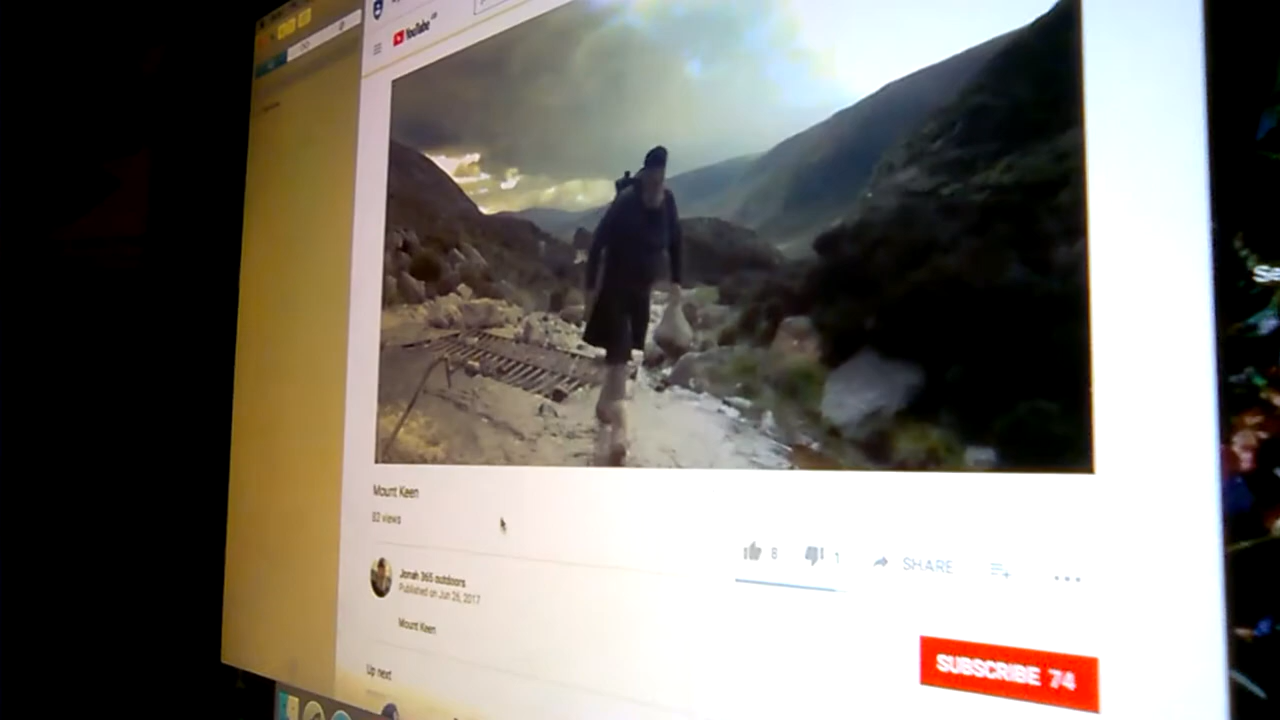 YouTube
Mount Keen
82 views
8
1
SHARE
Jonah 365 outdoors
Published on Jun 26, 2017
Mount Keen
SUBSCRIBE 74
Up next